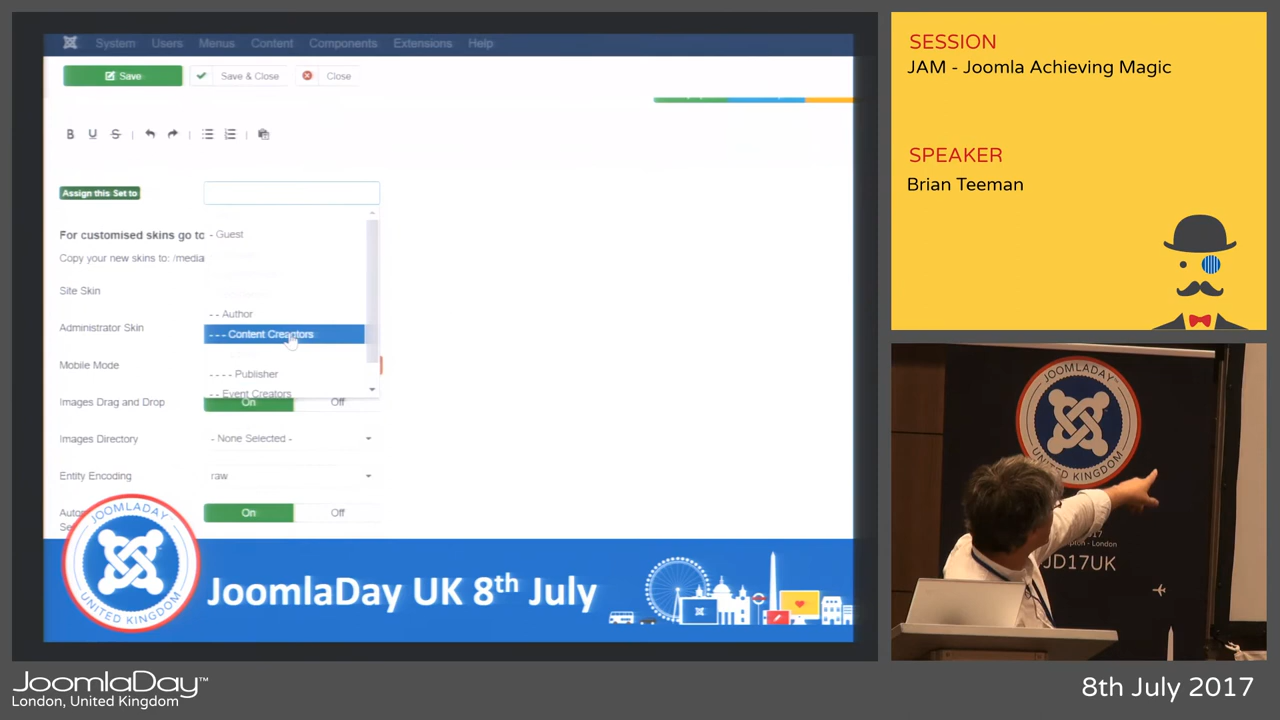 System Users Menus Content Components Extensions Help
Save Save & Close Close
Assign this Set to
For customised skins go to
- Guest
Copy your new skins to: /media
Site Skin
- - Author
Administrator Skin
- - - Content Creators
Mobile Mode
- - - - Publisher
- - Event Creators
Images Drag and Drop On Off
Images Directory - None Selected -
Entity Encoding raw
On Off
JOOMLADAY
UNITED KINGDOM
JoomlaDay UK 8th July
SESSION
JAM - Joomla Achieving Magic
SPEAKER
Brian Teeman
JOOMLADAY
UNITED KINGDOM
London
JD17UK
JoomlaDay™
London, United Kingdom
8th July 2017